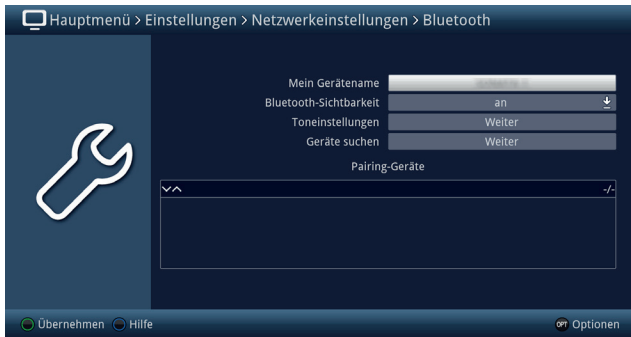 Hauptmenü > Einstellungen > Netzwerkeinstellungen > Bluetooth
Mein Gerätename
Bluetooth-Sichtbarkeit an
Toneinstellungen Weiter
Geräte suchen Weiter
Pairing-Geräte
-/-
Übernehmen Hilfe OPT Optionen